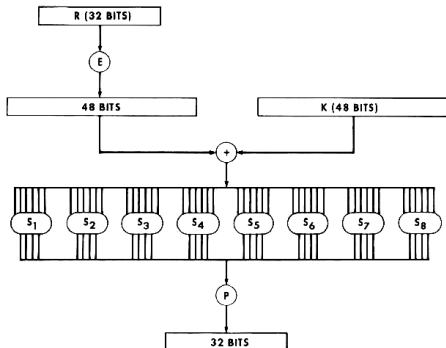 R (32 BITS)
E
48 BITS
K (48 BITS)
+
S1 S2 S3 S4 S5 S6 S7 S8
P
32 BITS